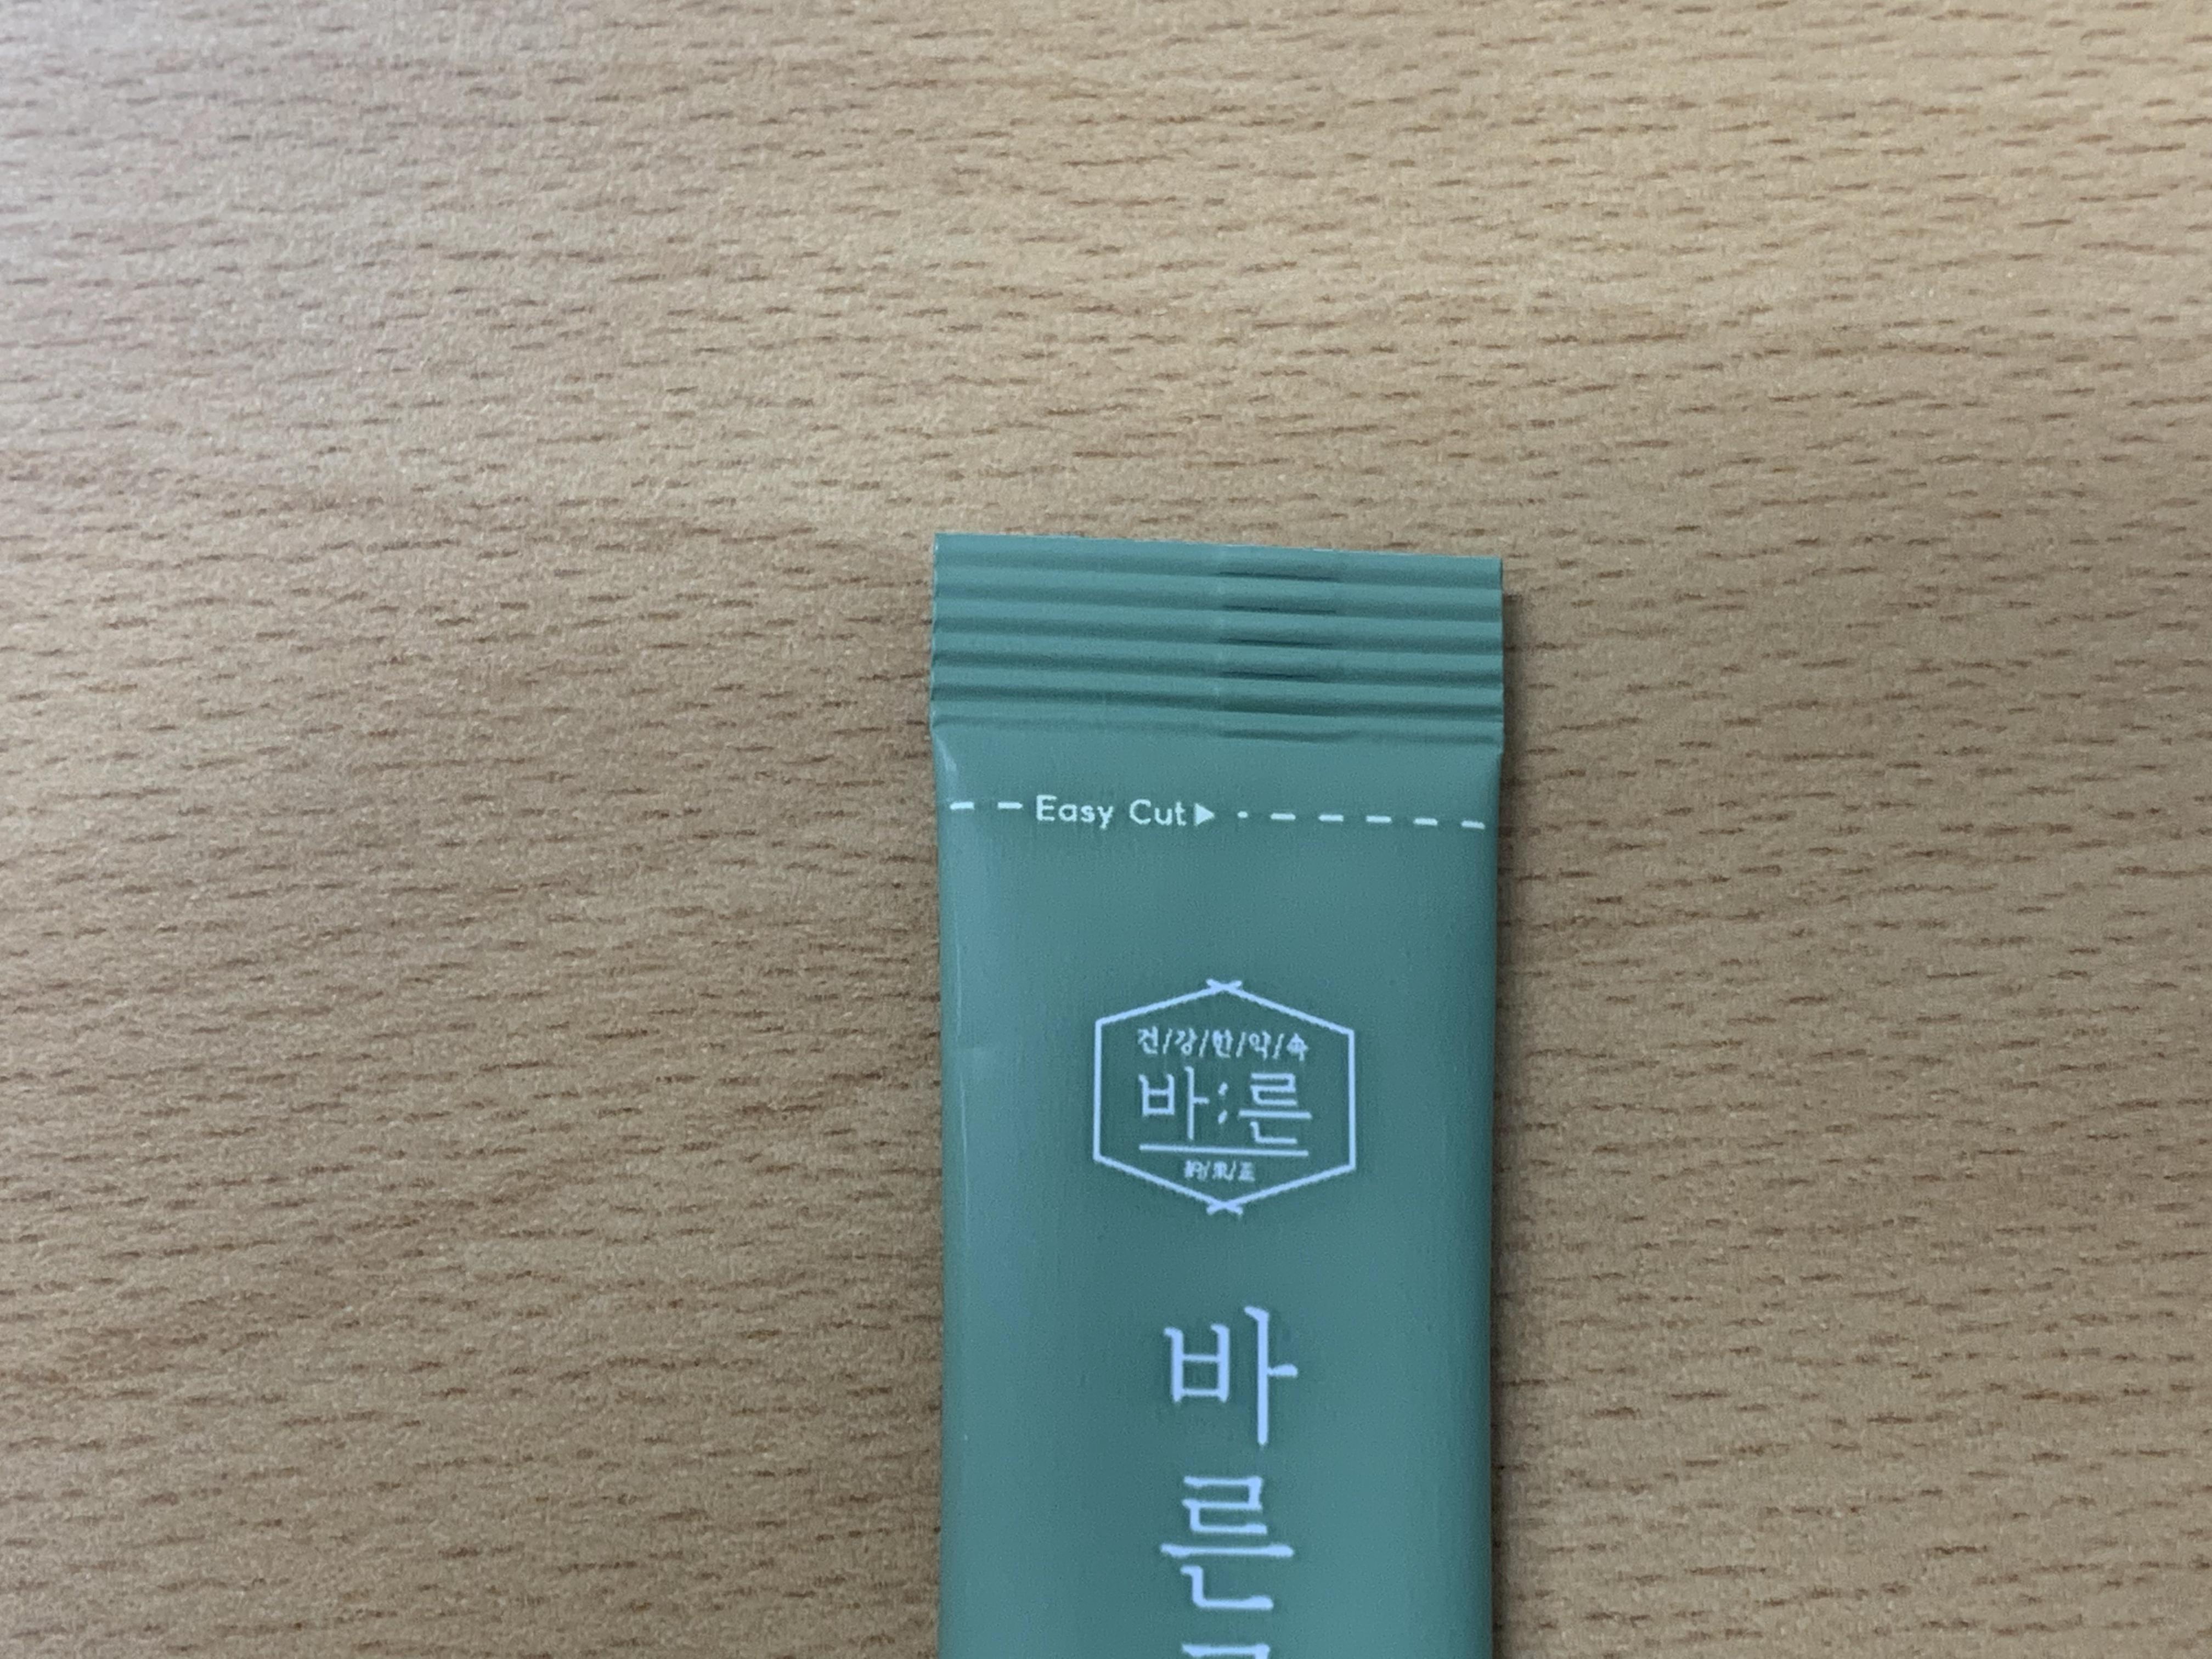 Easy Cut▶
건/강/한/약/속
바:른
바
른